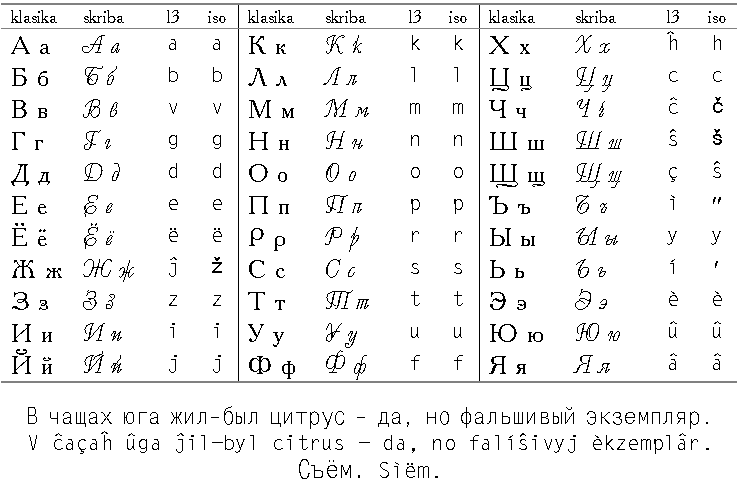 klasika skriba l3 iso klasika skriba l3 iso klasika skriba l3 iso
А а А а a a К к К к k k Х х Х х ĥ h
Б б Б б b b Л л Л л l l Ц ц Ц ц c c
В в В в v v М м М м m m Ч ч Ч ч ĉ č
Г г Г г g g Н н Н н n n Ш ш Ш ш ŝ š
Д д Д д d d О о О о o o Щ щ Щ щ ç ŝ
Е е Е е e e П п П п p p Ъ ъ Ъ ъ ì ″
Ё ё Ё ё ë ë Р р Р р r r Ы ы Ы ы y y
Ж ж Ж ж ĵ ž С с С с s s Ь ь Ь ь í ′
З з З з z z Т т Т т t t Э э Э э è è
И и И и i i У у У у u u Ю ю Ю ю û û
Й й Й й j j Ф ф Ф ф f f Я я Я я â â
В чащах юга жил-был цитрус – да, но фальшивый экземпляр.
V ĉaçaĥ ûga ĵil–byl citrus – da, no falíŝivyj èkzemplâr.
Съём. Sìëm.